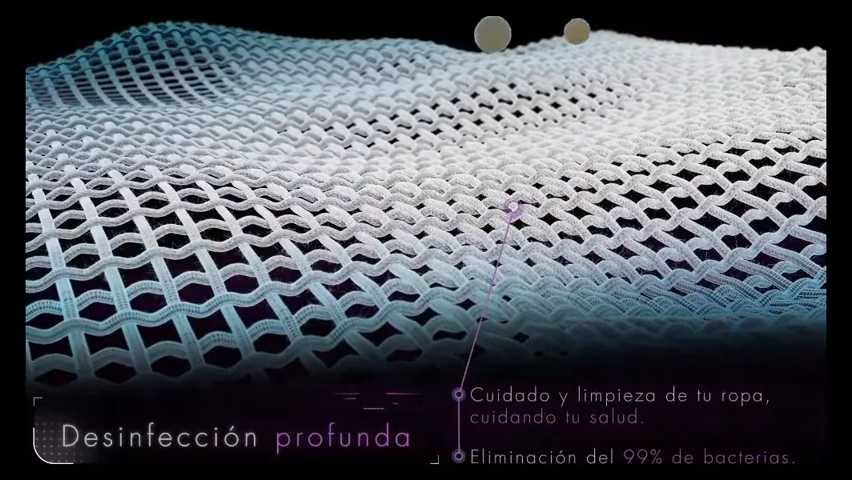 Desinfección profunda
Cuidado y limpieza de tu ropa,
cuidando tu salud.
Eliminación del 99% de bacterias.